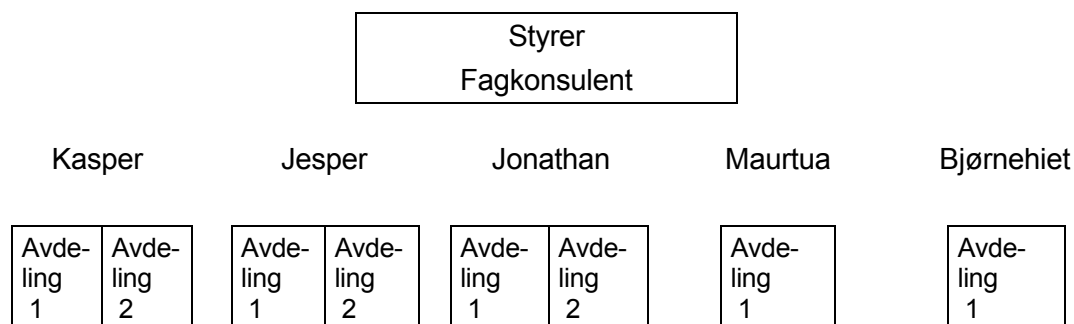 Styrer
Fagkonsulent
Kasper Jesper Jonathan Maurtua Bjørnehiet
Avde- Avde- Avde- Avde- Avde- Avde- Avde- Avde-
ling ling ling ling ling ling ling ling
1 2 1 2 1 2 1 1